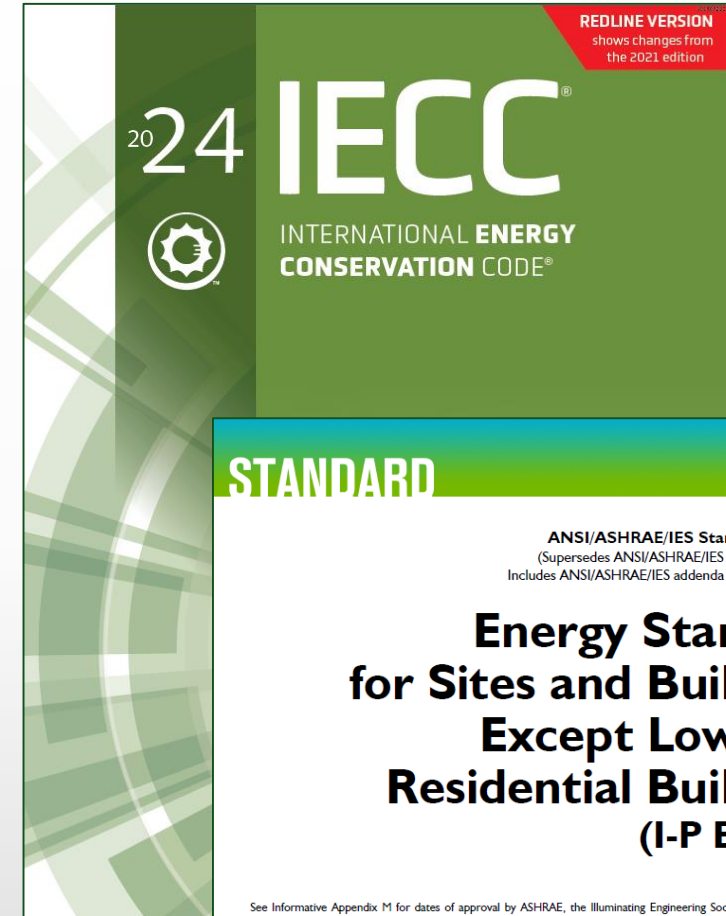 REDLINE VERSION
shows changes from
the 2021 edition
2024 IECC®
INTERNATIONAL ENERGY
CONSERVATION CODE®
TM
STANDARD
ANSI/ASHRAE/IES
(Supersedes ANSI/ASHRAE/IES
Includes ANSI/ASHRAE/IES addenda
Energy
for Sites and
Except
Residential
(I-P
See Informative Appendix M for dates of approval by ASHRAE, the Illuminating Engineering